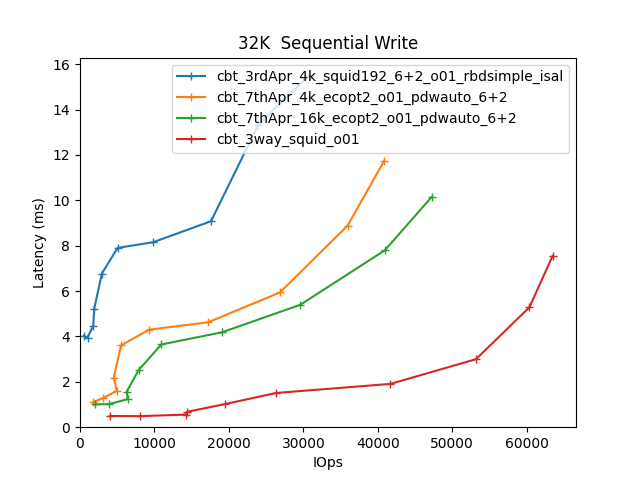 32K  Sequential Write
cbt_3rdApr_4k_squid192_6+2_o01_rbdsimple_isal
cbt_7thApr_4k_ecopt2_o01_pdwauto_6+2
cbt_7thApr_16k_ecopt2_o01_pdwauto_6+2
cbt_3way_squid_o01
Latency (ms)
16
14
12
10
8
6
4
2
0
0 10000 20000 30000 40000 50000 60000
IOps